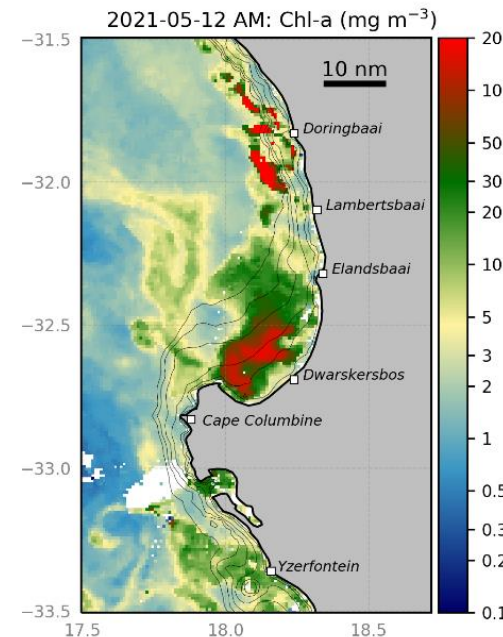 2021-05-12 AM: Chl-a (mg m⁻³)
−31.5
−32.0
−32.5
−33.0
−33.5
17.5
18.0
18.5
10 nm
Doringbaai
Lambertsbaai
Elandsbaai
Dwarskersbos
Cape Columbine
Yzerfontein
20
10
50
30
20
10
5
3
2
1
0.5
0.3
0.2
0.1